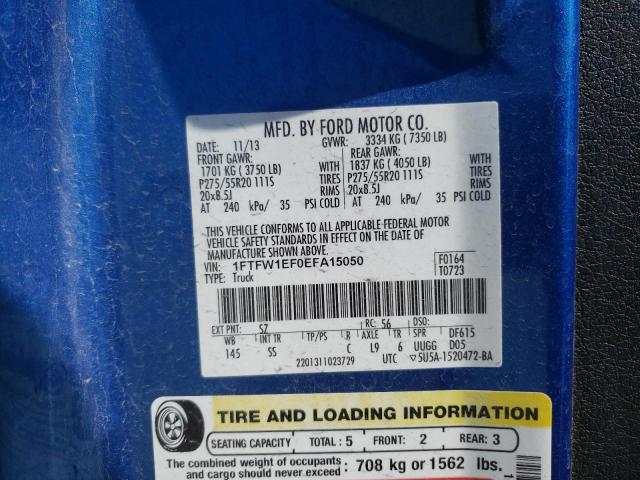 MFD. BY FORD MOTOR CO.
DATE: 11/13 GVWR: 3334 KG ( 7350 LB)
FRONT GAWR: REAR GAWR:
1701 KG ( 3750 LB) WITH 1837 KG ( 4050 LB) WITH
P275/55R20 111S TIRES P275/55R20 111S TIRES
20x8.5J RIMS 20x8.5J RIMS
AT 240 kPa/ 35 PSI COLD AT 240 kPa/ 35 PSI COLD
THIS VEHICLE CONFORMS TO ALL APPLICABLE FEDERAL MOTOR
VEHICLE SAFETY STANDARDS IN EFFECT ON THE DATE OF
MANUFACTURE SHOWN ABOVE.
VIN: 1FTFW1EF0EFA15050 F0164
TYPE: Truck T0723
EXT PNT: SZ RC: 56 DSO:
WB INT TR TP/PS R AXLE TR SPR DF615
145 SS C L9 6 UUGG D05
2201311023729 UTC ▽5U5A-1520472-BA
TIRE AND LOADING INFORMATION
SEATING CAPACITY TOTAL: 5 FRONT: 2 REAR: 3
The combined weight of occupants
and cargo should never exceed : 708 kg or 1562 lbs.